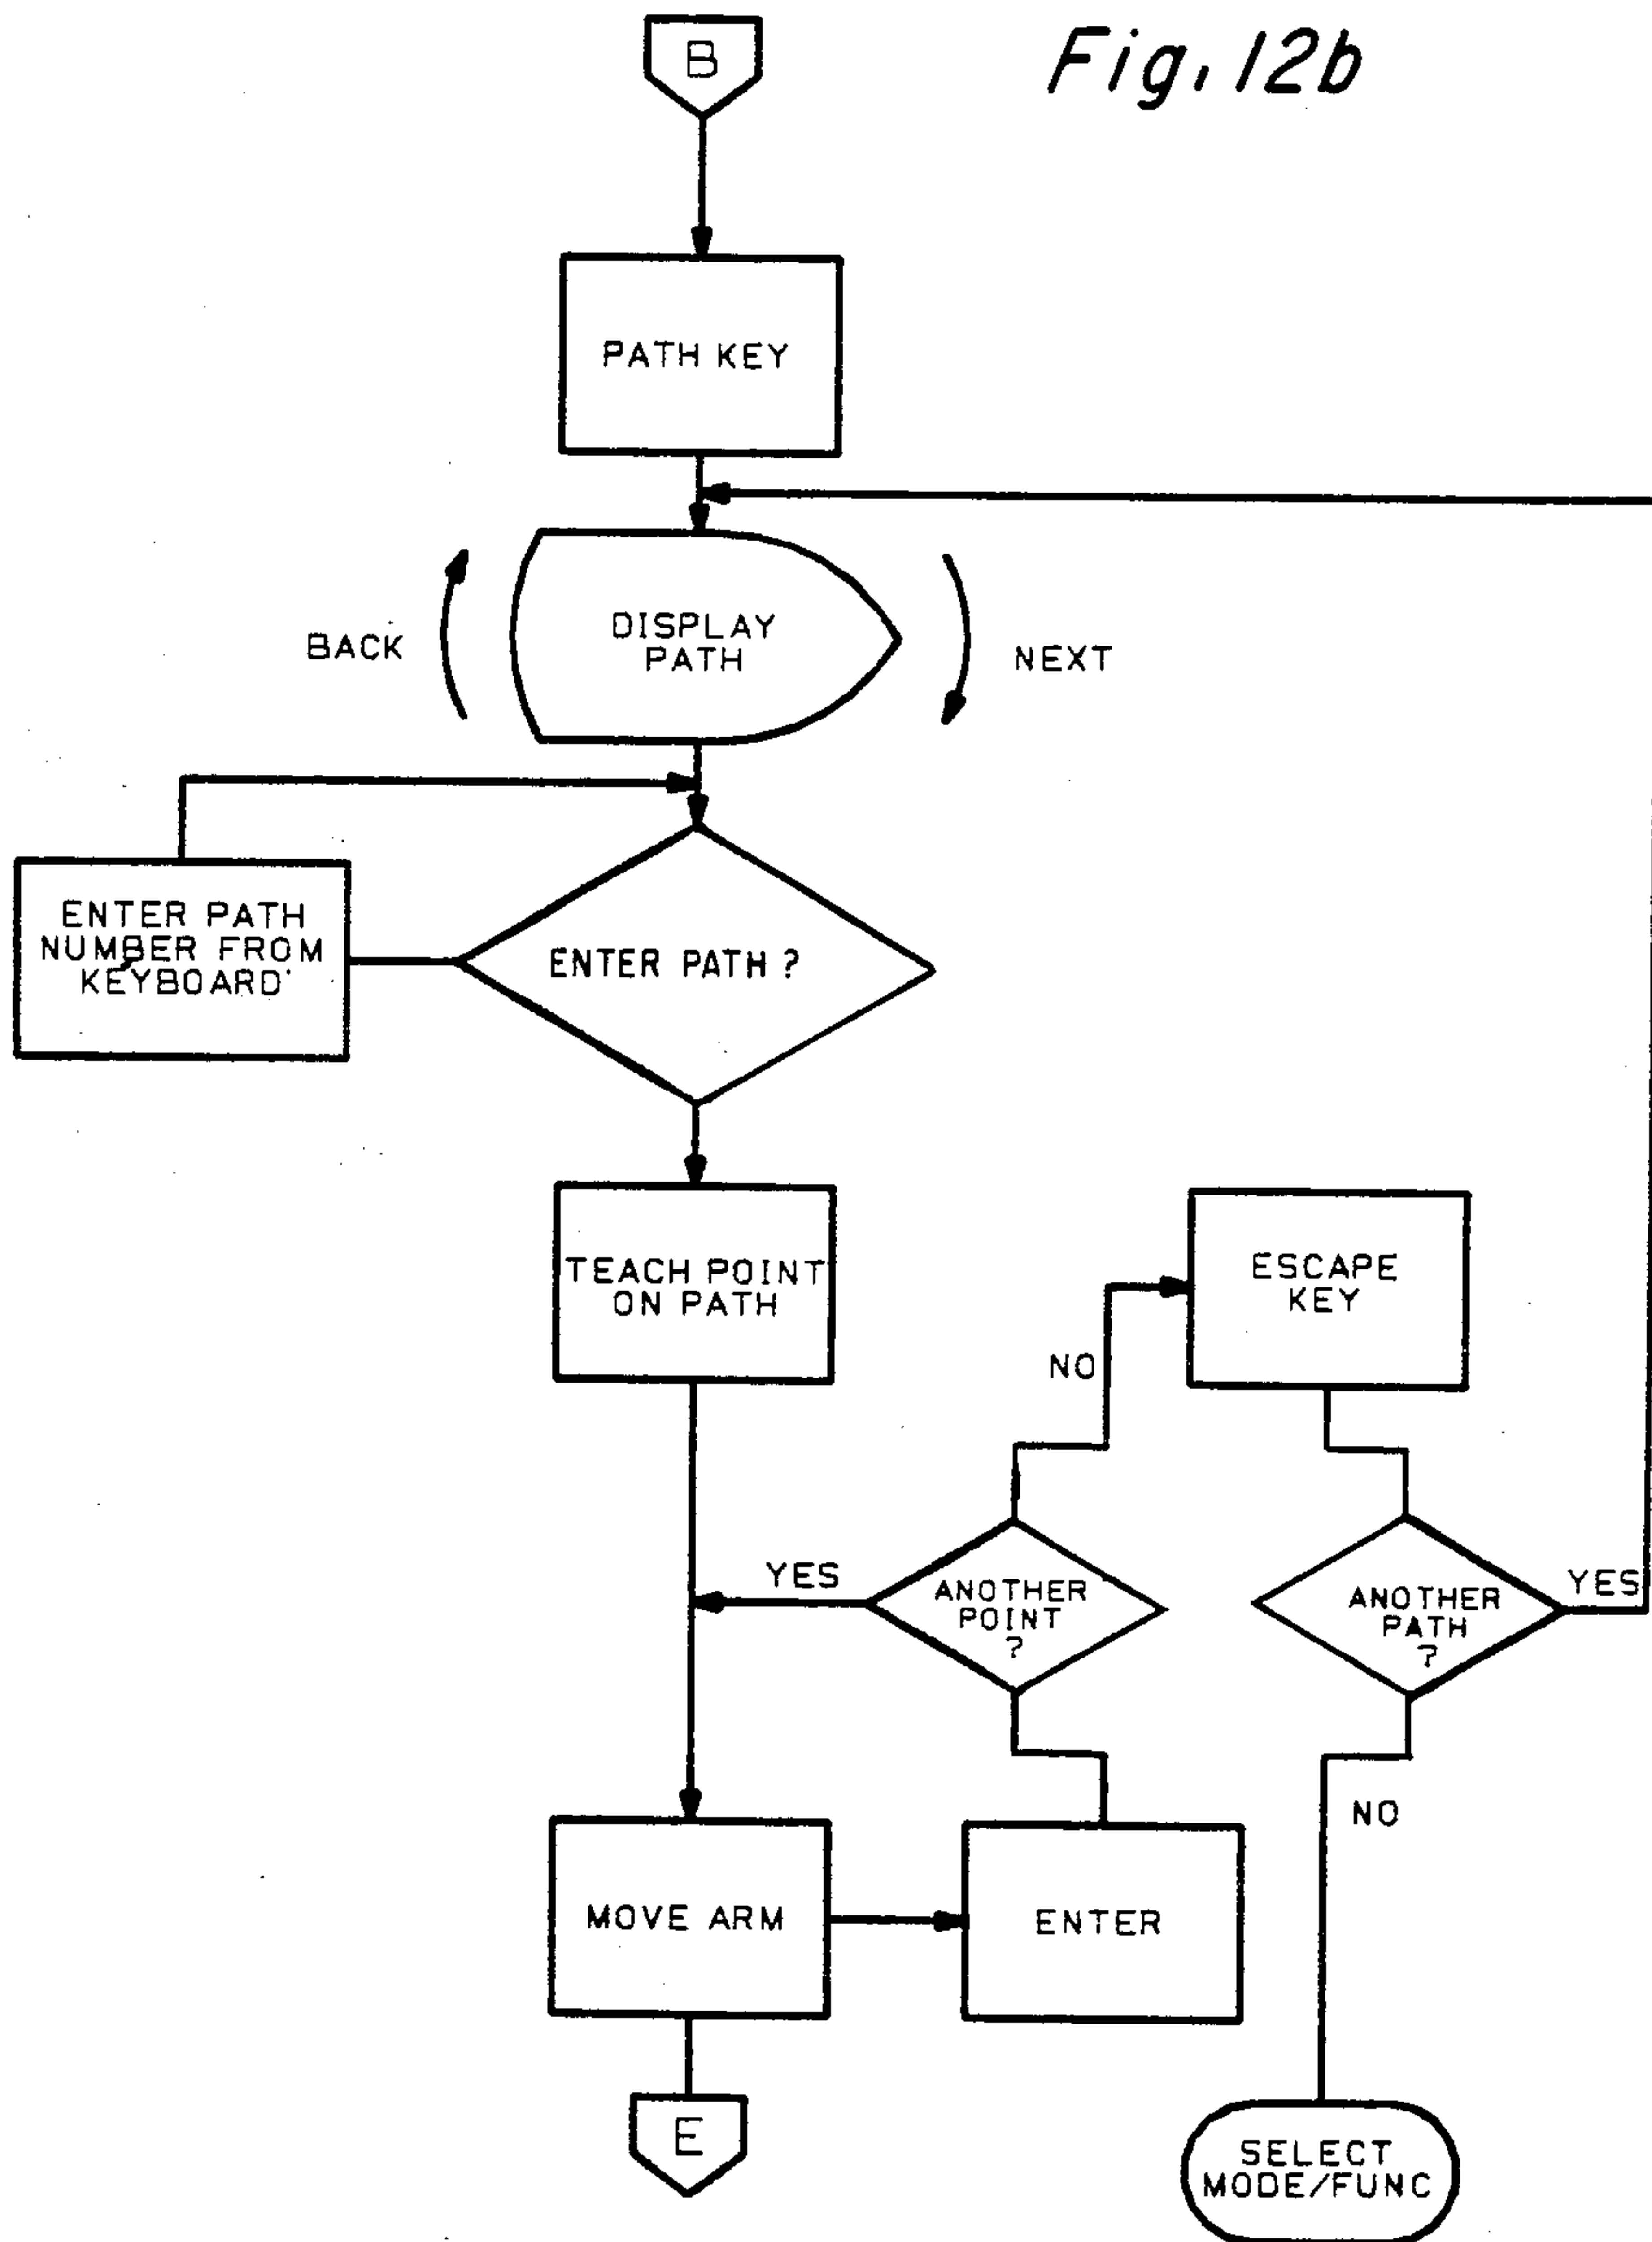 Fig. 12b
B
PATH KEY
DISPLAY
PATH
BACK
NEXT
ENTER PATH
NUMBER FROM
KEYBOARD
ENTER PATH ?
TEACH POINT
ON PATH
ESCAPE
KEY
NO
YES
ANOTHER
POINT
?
ANOTHER
PATH
?
YES
NO
MOVE ARM
ENTER
E
SELECT
MODE/FUNC